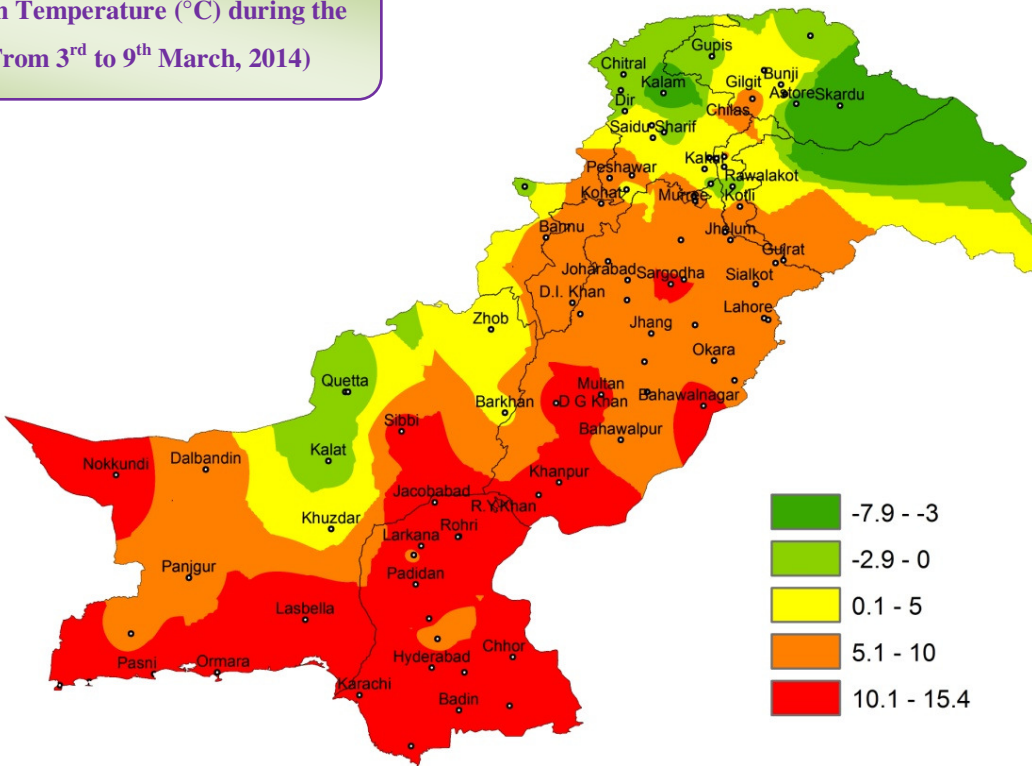 Temperature (°C) during the
From 3rd to 9th March, 2014)
Gupis
Chitral
Bunji
Gilgit
Kalam
Astore
Skardu
Dir
Chilas
Saidu Sharif
Peshawar
Rawalakot
Kohat
Murree
Kotli
Bannu
Jhelum
Gujrat
Joharabad
Sargodha
Sialkot
D.I. Khan
Lahore
Zhob
Jhang
Okara
Quetta
Multan
Barkhan
D G Khan
Bahawalnagar
Sibbi
Bahawalpur
Kalat
Dalbandin
Nokkundi
Khanpur
Jacobabad
R.Y.Khan
Khuzdar
Rohri
Larkana
Panjgur
Padidan
Lasbella
Chhor
Hyderabad
Pasni
Ormara
Karachi
Badin
-7.9 - -3
-2.9 - 0
0.1 - 5
5.1 - 10
10.1 - 15.4